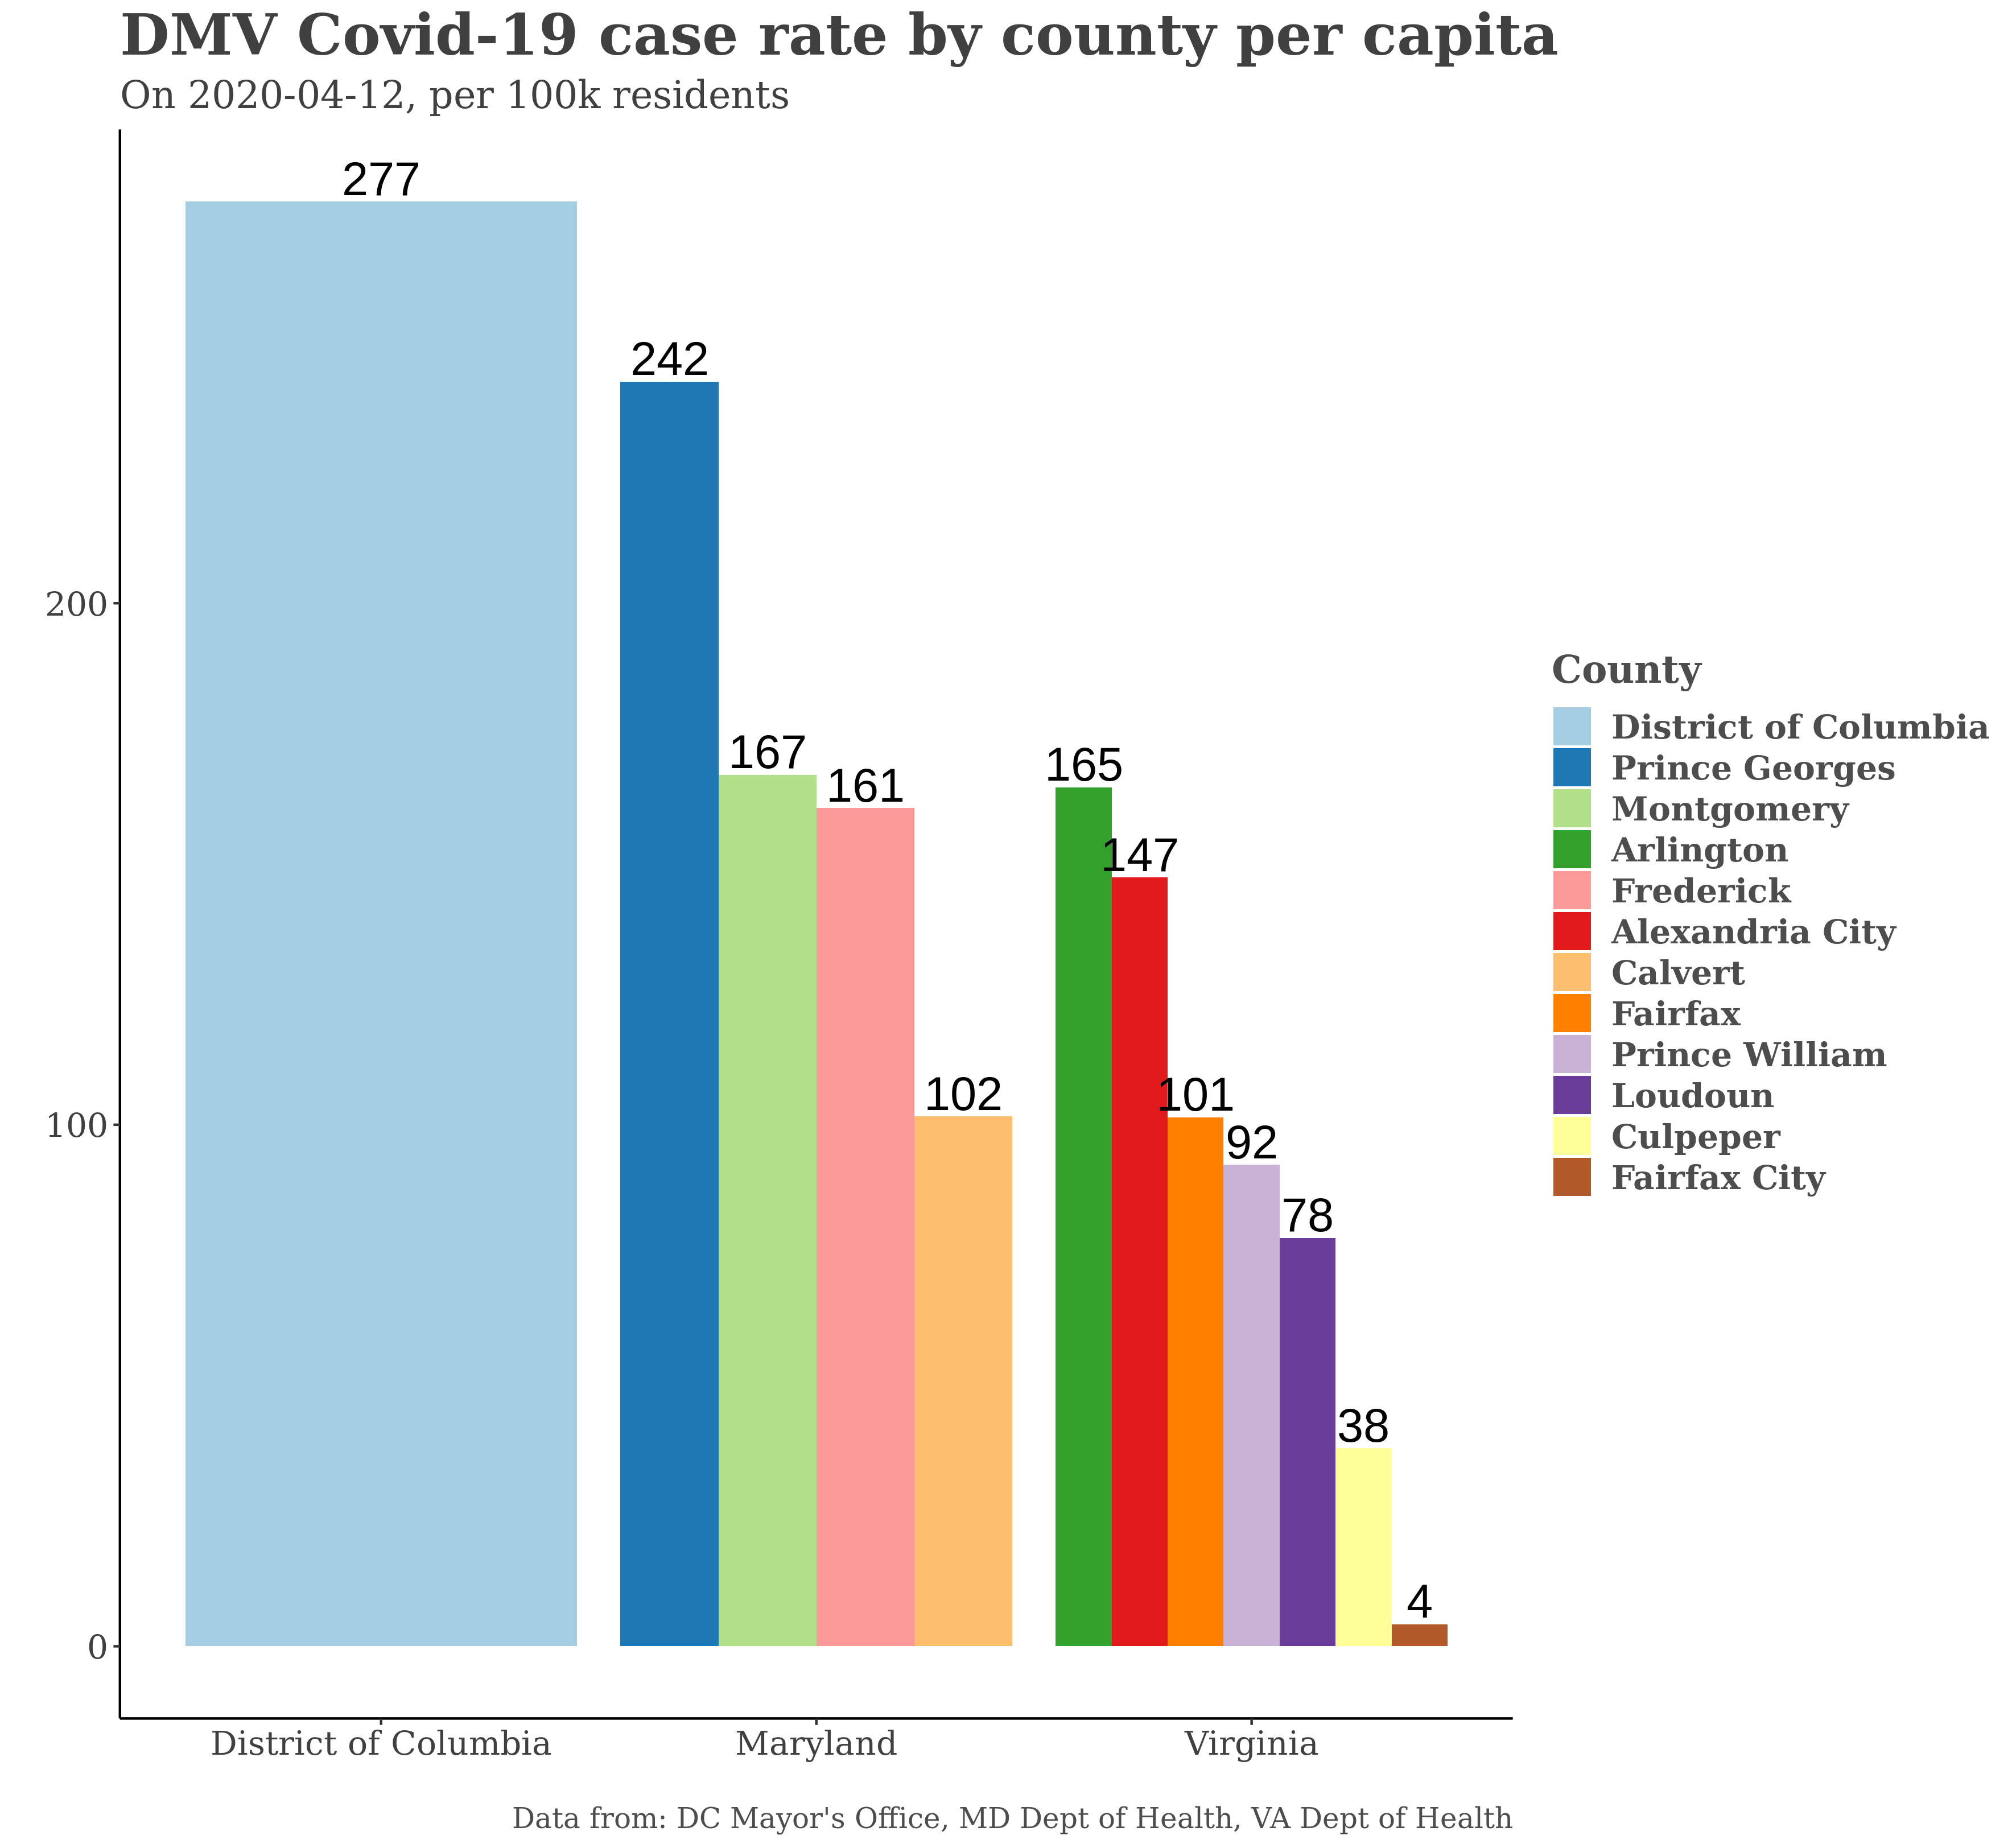 DMV Covid-19 case rate by county per capita
On 2020-04-12, per 100k residents
277
242
167
161
102
165
147
101
92
78
38
4
200
100
0
District of Columbia
Maryland
Virginia
County
District of Columbia
Prince Georges
Montgomery
Arlington
Frederick
Alexandria City
Calvert
Fairfax
Prince William
Loudoun
Culpeper
Fairfax City
Data from: DC Mayor's Office, MD Dept of Health, VA Dept of Health